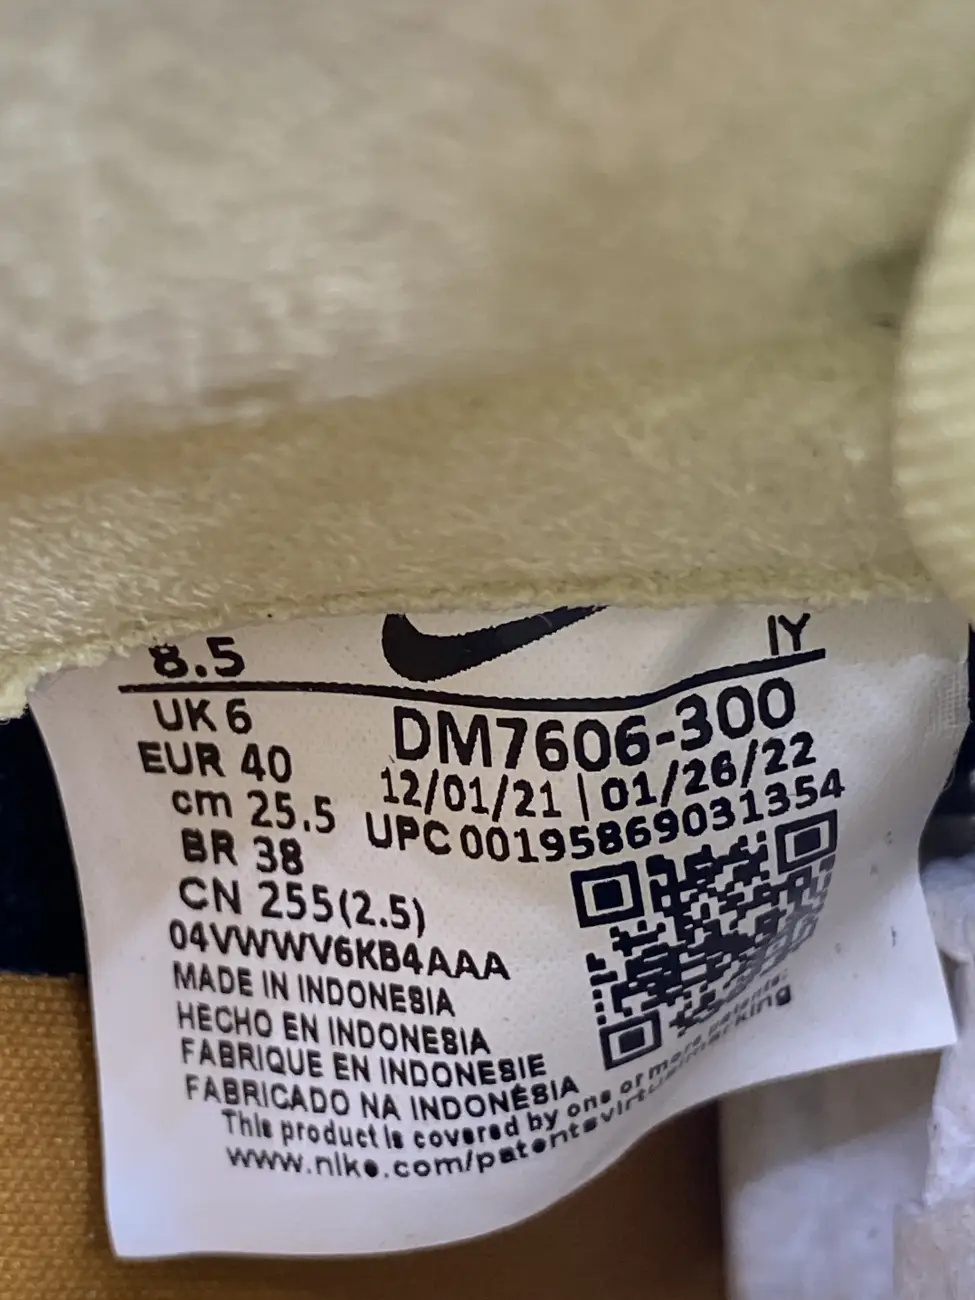 8.5
IY
UK 6
DM7606-300
EUR 40
12/01/21 | 01/26/22
cm 25.5
UPC 00195869031354
BR 38
CN 255(2.5)
04VWWV6KB4AAA
MADE IN INDONESIA
HECHO EN INDONESIA
FABRIQUE EN INDONESIE
FABRICADO NA INDONÉSIA
This product is covered by one or more patents.
www.nike.com/patentsvirtualmarking